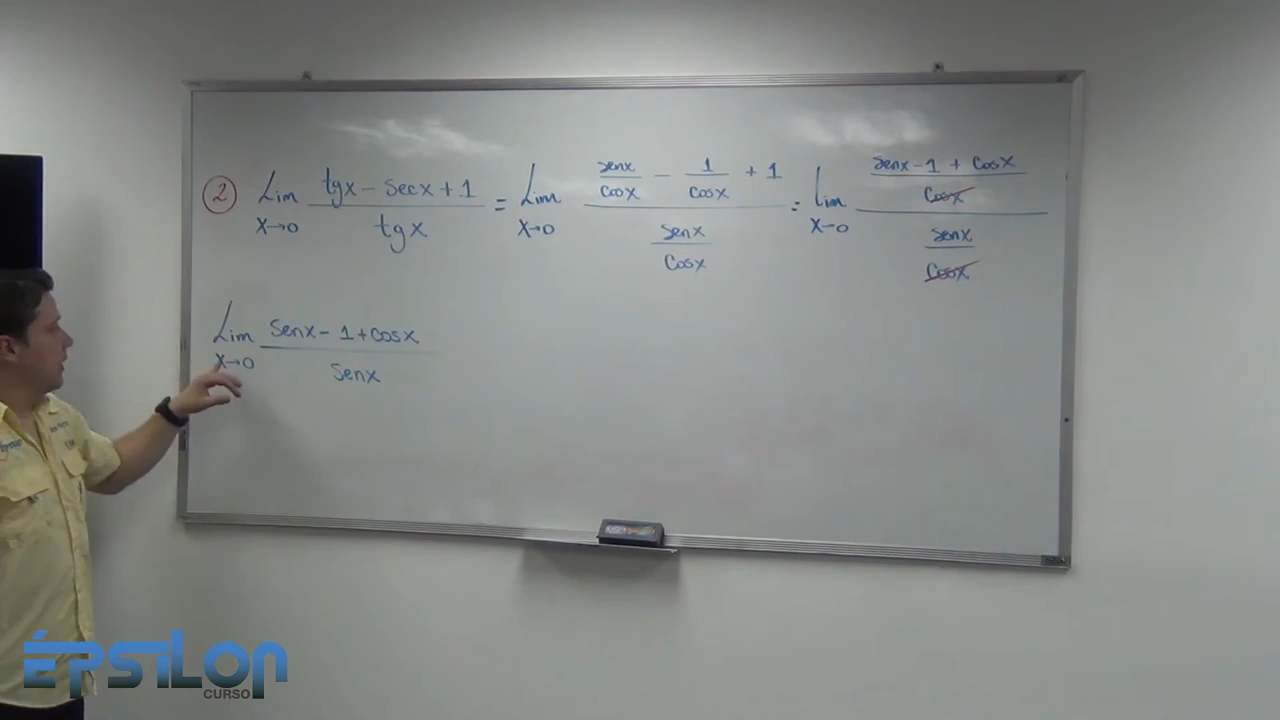 ② Lim x→0 (tgx - secx + 1)/(tgx) = Lim x→0 (senx/cosx - 1/cosx + 1)/(senx/cosx) = Lim x→0 ((senx - 1 + cosx)/cosx)/(senx/cosx)
Lim x→0 (senx - 1 + cosx)/(senx)
ÉPSILON
CURSO